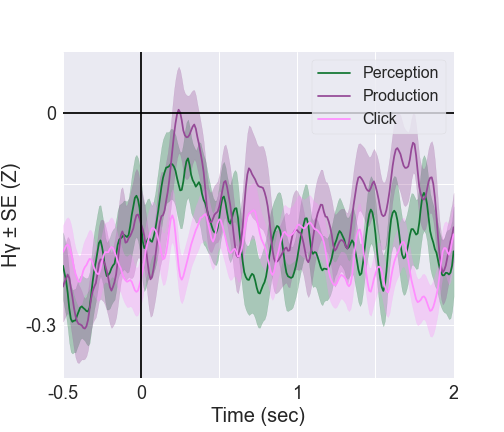 Perception
Production
Click
0
-0.3
Hγ ± SE (Z)
-0.5 0 1 2
Time (sec)